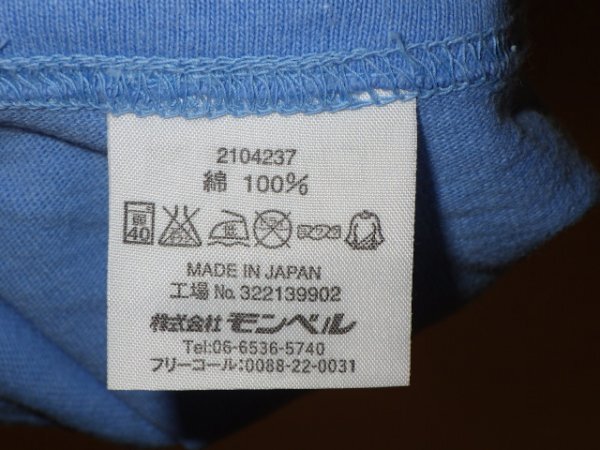 2104237
綿 100%
弱 40
MADE IN JAPAN
工場 No. 322139902
株式会社 モンベル
Tel:06-6536-5740
フリーコール:0088-22-0031